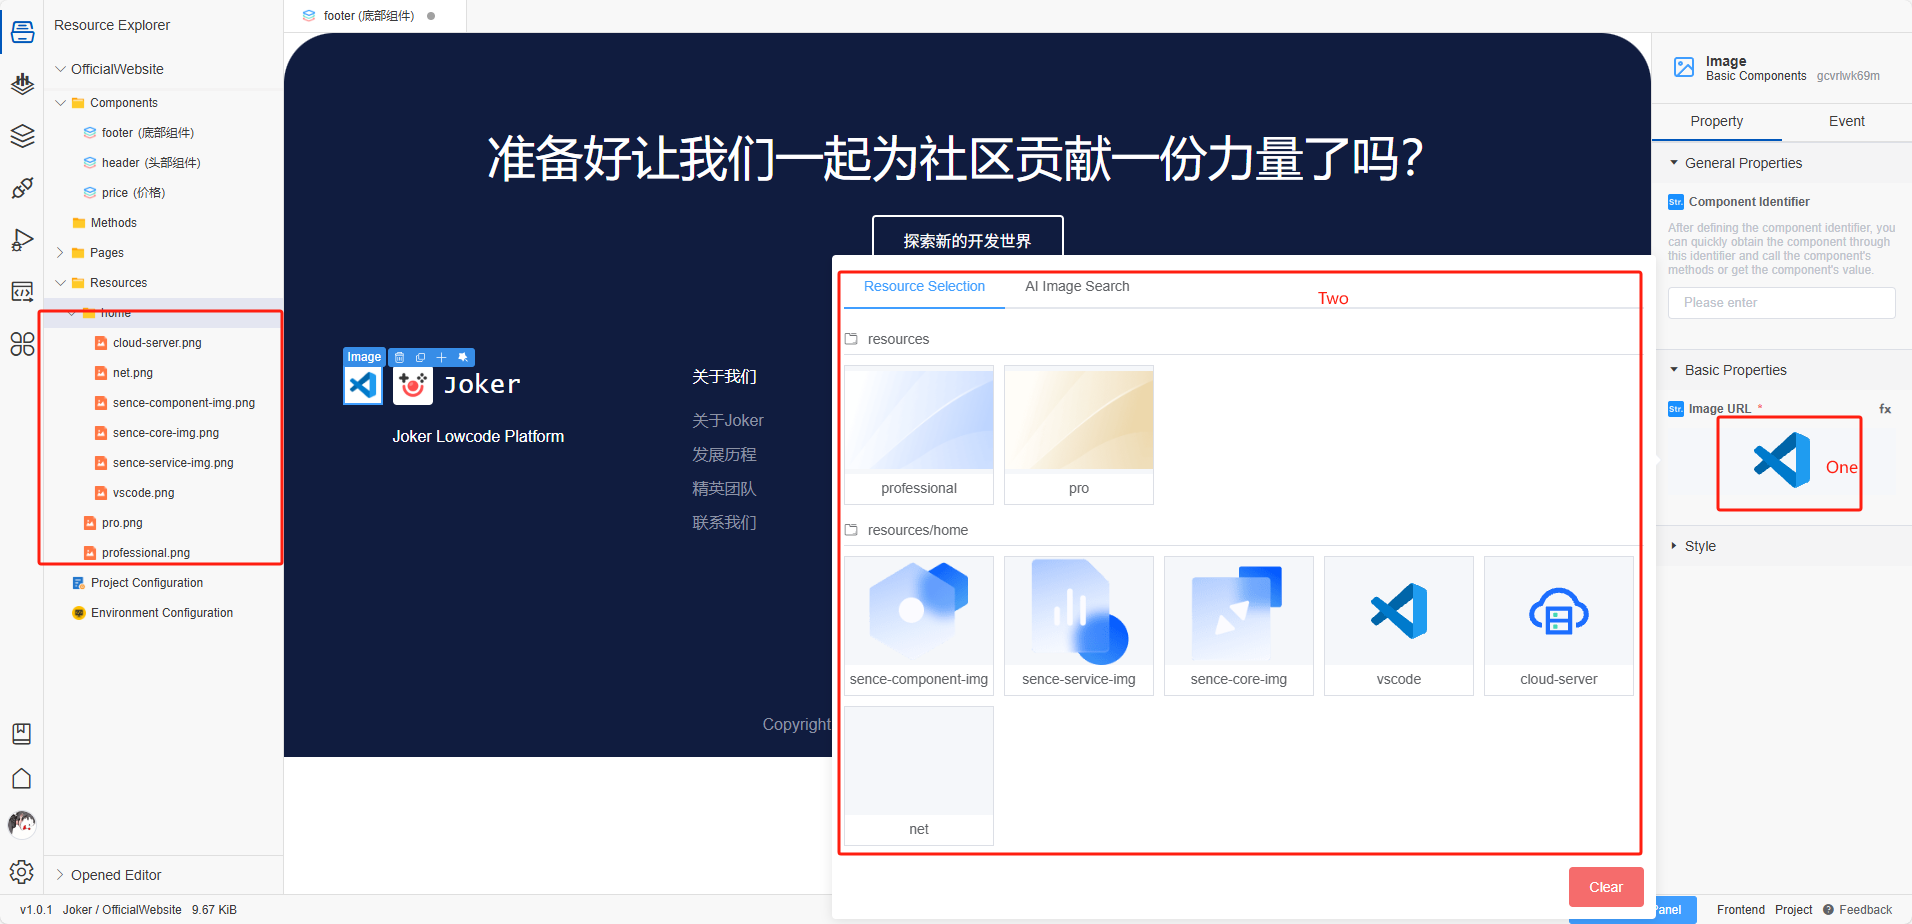 Resource Explorer
OfficialWebsite
Components
footer (底部组件)
header (头部组件)
price (价格)
Methods
Pages
Resources
home
cloud-server.png
net.png
sence-component-img.png
sence-core-img.png
sence-service-img.png
vscode.png
pro.png
professional.png
Project Configuration
Environment Configuration
Opened Editor
footer (底部组件)
准备好让我们一起为社区贡献一份力量了吗？
探索新的开发世界
Image
Joker
Joker Lowcode Platform
关于我们
关于Joker
发展历程
精英团队
联系我们
Copyright
Resource Selection
AI Image Search
Two
resources
professional
pro
resources/home
sence-component-img
sence-service-img
sence-core-img
vscode
cloud-server
net
Clear
Image
Basic Components gcvrlwk69m
Property
Event
General Properties
Str. Component Identifier
After defining the component identifier, you
can quickly obtain the component through
this identifier and call the component's
methods or get the component's value.
Please enter
Basic Properties
Str. Image URL * fx
One
Style
v1.0.1 Joker / OfficialWebsite 9.67 KiB
Frontend Project Feedback